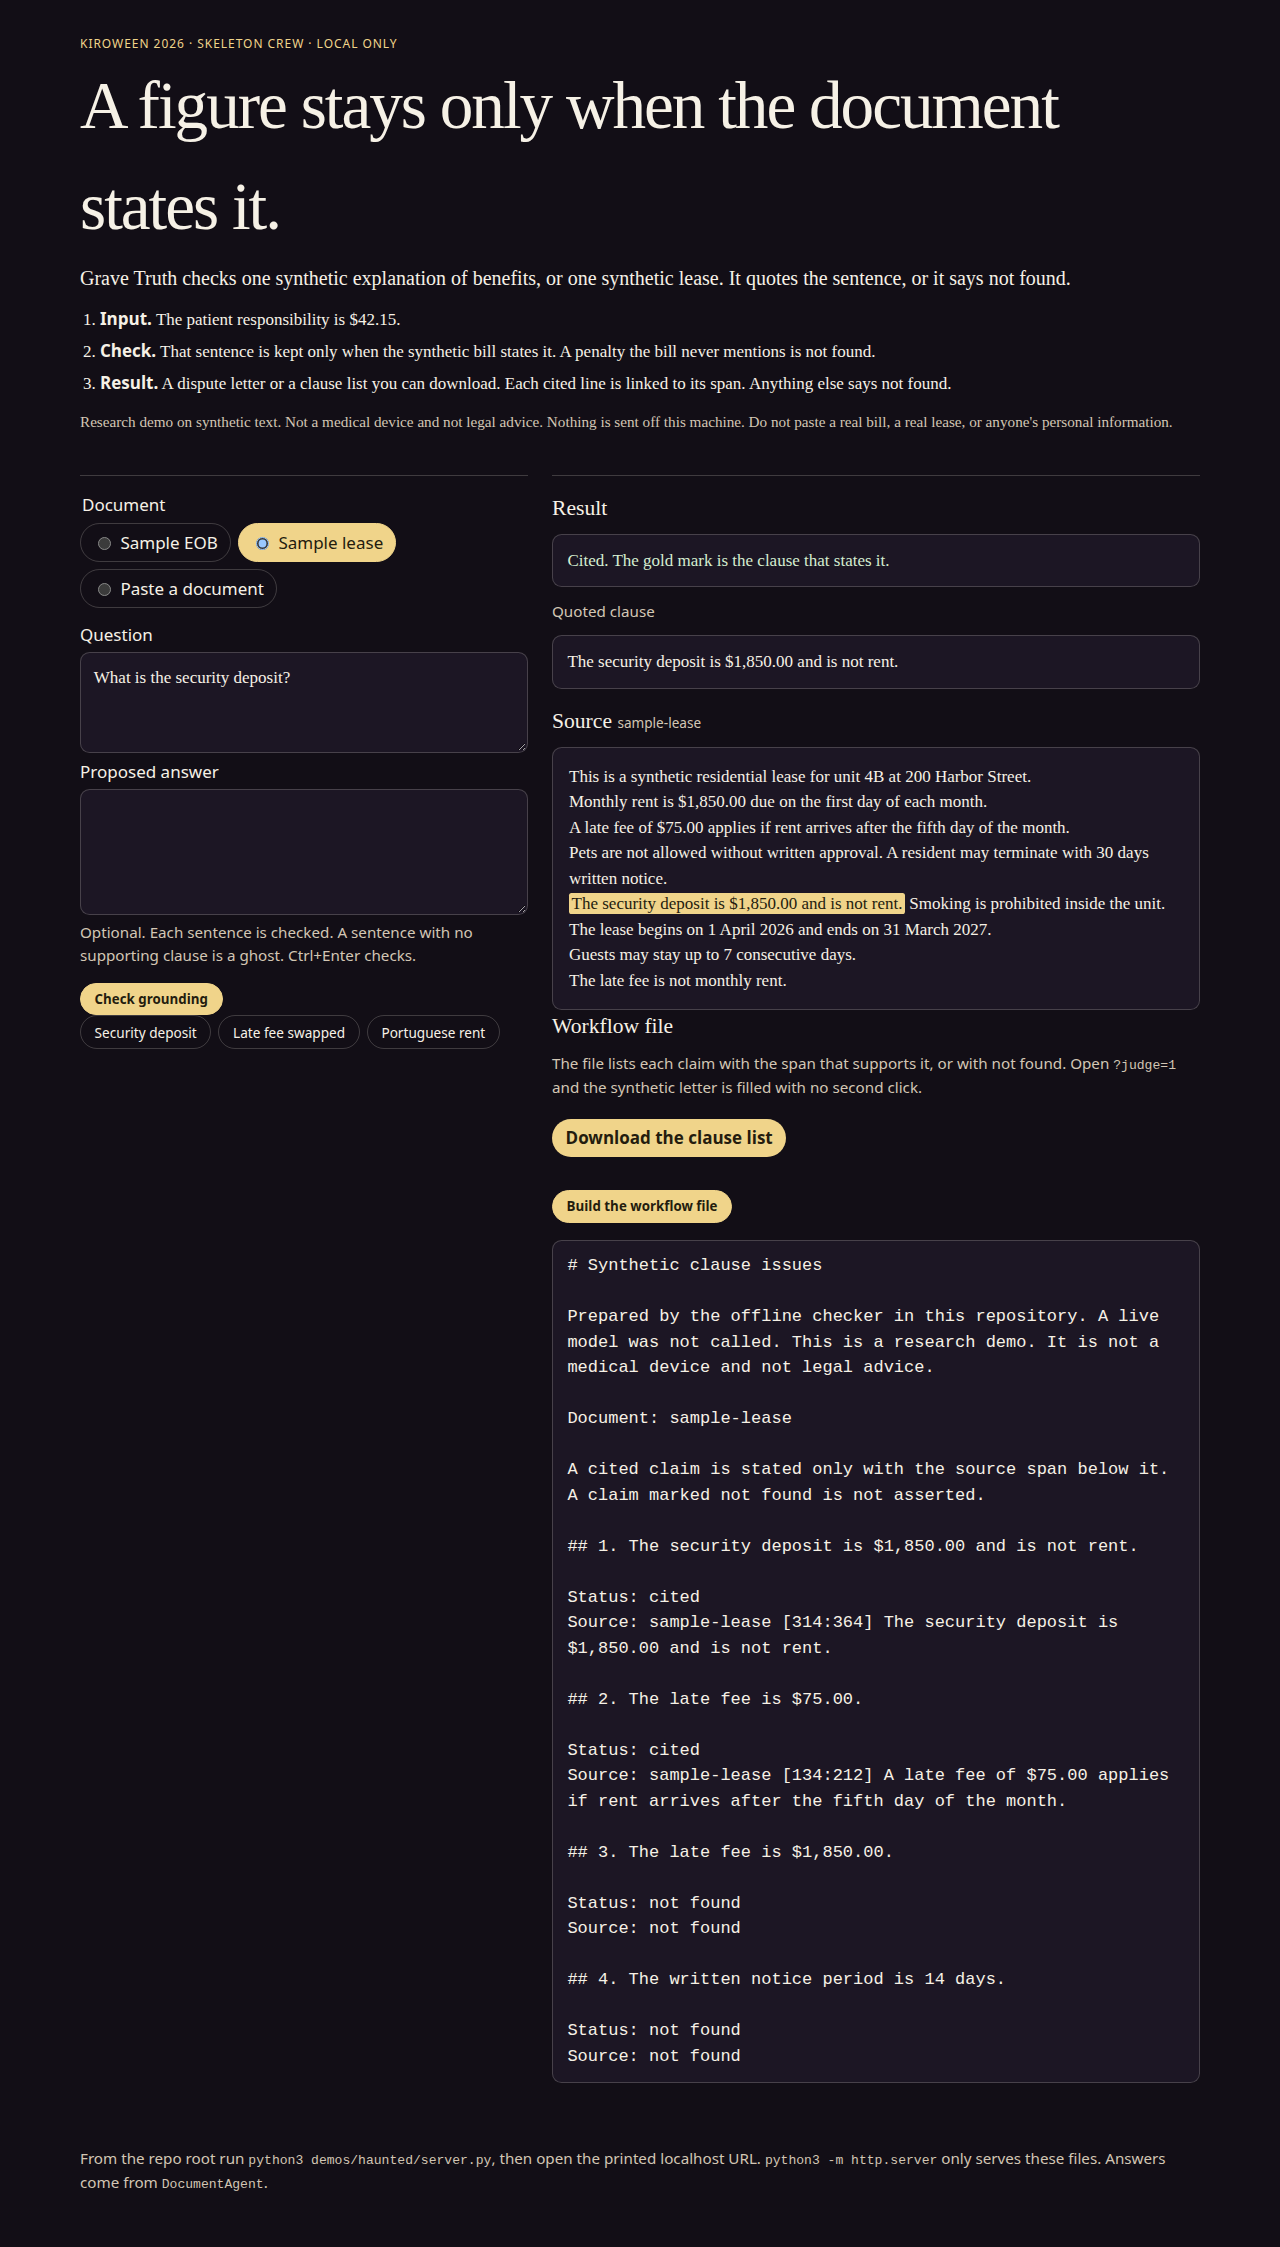 KIROWEEN 2026 · SKELETON CREW · LOCAL ONLY
A figure stays only when the document
states it.
Grave Truth checks one synthetic explanation of benefits, or one synthetic lease. It quotes the sentence, or it says not found.
1. Input. The patient responsibility is $42.15.
2. Check. That sentence is kept only when the synthetic bill states it. A penalty the bill never mentions is not found.
3. Result. A dispute letter or a clause list you can download. Each cited line is linked to its span. Anything else says not found.
Research demo on synthetic text. Not a medical device and not legal advice. Nothing is sent off this machine. Do not paste a real bill, a real lease, or anyone's personal information.
Document
Sample EOB
Sample lease
Paste a document
Question
What is the security deposit?
Proposed answer
Optional. Each sentence is checked. A sentence with no
supporting clause is a ghost. Ctrl+Enter checks.
Check grounding
Security deposit
Late fee swapped
Portuguese rent
Result
Cited. The gold mark is the clause that states it.
Quoted clause
The security deposit is $1,850.00 and is not rent.
Source sample-lease
This is a synthetic residential lease for unit 4B at 200 Harbor Street.
Monthly rent is $1,850.00 due on the first day of each month.
A late fee of $75.00 applies if rent arrives after the fifth day of the month.
Pets are not allowed without written approval. A resident may terminate with 30 days
written notice.
The security deposit is $1,850.00 and is not rent. Smoking is prohibited inside the unit.
The lease begins on 1 April 2026 and ends on 31 March 2027.
Guests may stay up to 7 consecutive days.
The late fee is not monthly rent.
Workflow file
The file lists each claim with the span that supports it, or with not found. Open ?judge=1
and the synthetic letter is filled with no second click.
Download the clause list
Build the workflow file
# Synthetic clause issues
Prepared by the offline checker in this repository. A live
model was not called. This is a research demo. It is not a
medical device and not legal advice.
Document: sample-lease
A cited claim is stated only with the source span below it.
A claim marked not found is not asserted.
## 1. The security deposit is $1,850.00 and is not rent.
Status: cited
Source: sample-lease [314:364] The security deposit is
$1,850.00 and is not rent.
## 2. The late fee is $75.00.
Status: cited
Source: sample-lease [134:212] A late fee of $75.00 applies
if rent arrives after the fifth day of the month.
## 3. The late fee is $1,850.00.
Status: not found
Source: not found
## 4. The written notice period is 14 days.
Status: not found
Source: not found
From the repo root run python3 demos/haunted/server.py, then open the printed localhost URL. python3 -m http.server only serves these files. Answers
come from DocumentAgent.